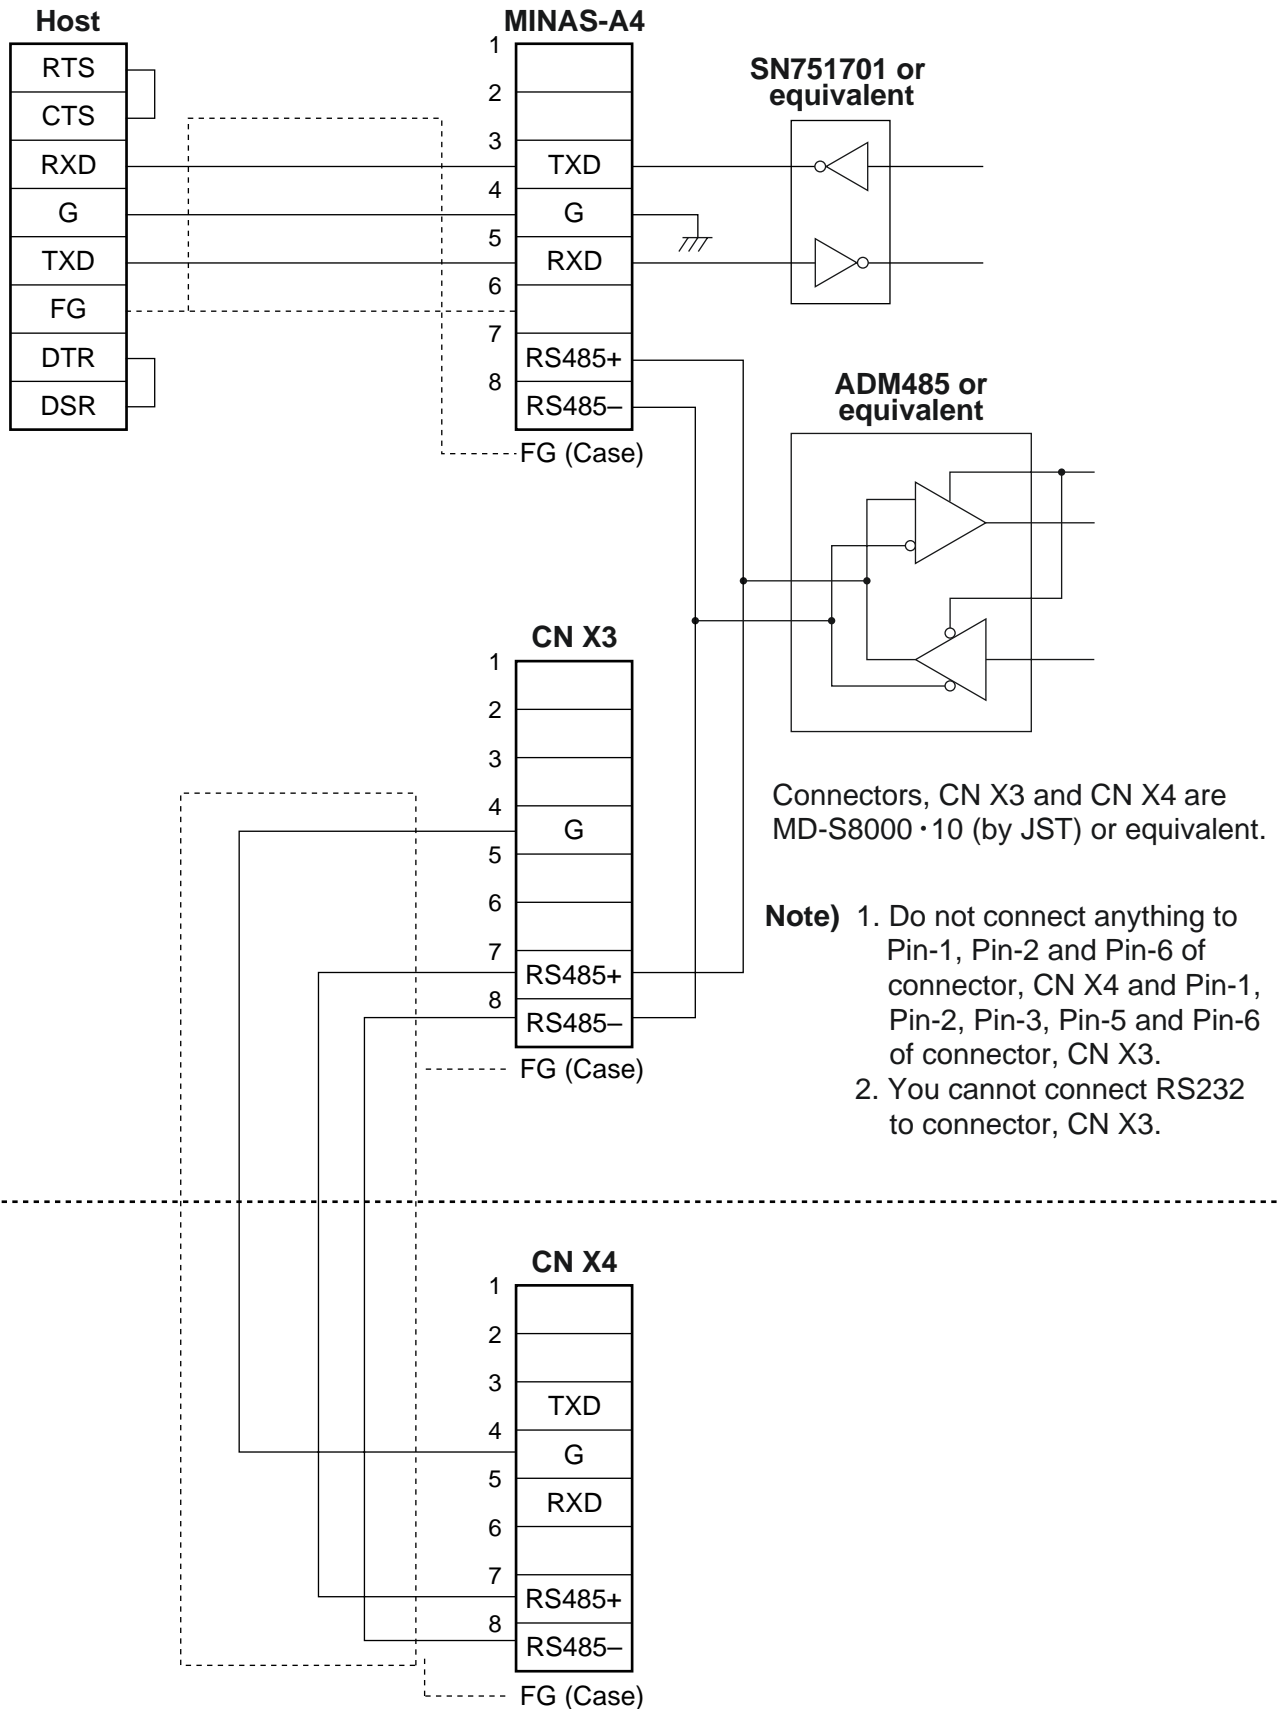 Host
RTS
CTS
RXD
G
TXD
FG
DTR
DSR
MINAS-A4
1
2
3
TXD
4
G
5
RXD
6
7
RS485+
8
RS485–
FG (Case)
SN751701 or
equivalent
ADM485 or
equivalent
CN X3
1
2
3
4
G
5
6
7
RS485+
8
RS485–
FG (Case)
Connectors, CN X3 and CN X4 are
MD-S8000･10 (by JST) or equivalent.
Note) 1. Do not connect anything to
Pin-1, Pin-2 and Pin-6 of
connector, CN X4 and Pin-1,
Pin-2, Pin-3, Pin-5 and Pin-6
of connector, CN X3.
2. You cannot connect RS232
to connector, CN X3.
CN X4
1
2
3
TXD
4
G
5
RXD
6
7
RS485+
8
RS485–
FG (Case)